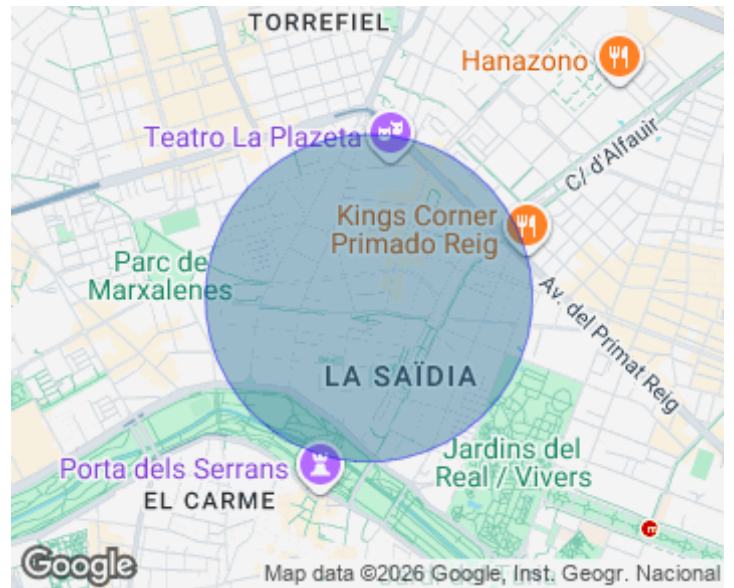 TORREFIEL
Hanazono
Teatro La Plazeta
C/ d'Alfauir
Kings Corner
Primado Reig
Parc de
Marxalenes
Av. del Primat Reig
LA SAÏDIA
Jardins del
Real / Vivers
Porta dels Serrans
EL CARME
m
Google
Map data ©2026 Google, Inst. Geogr. Nacional